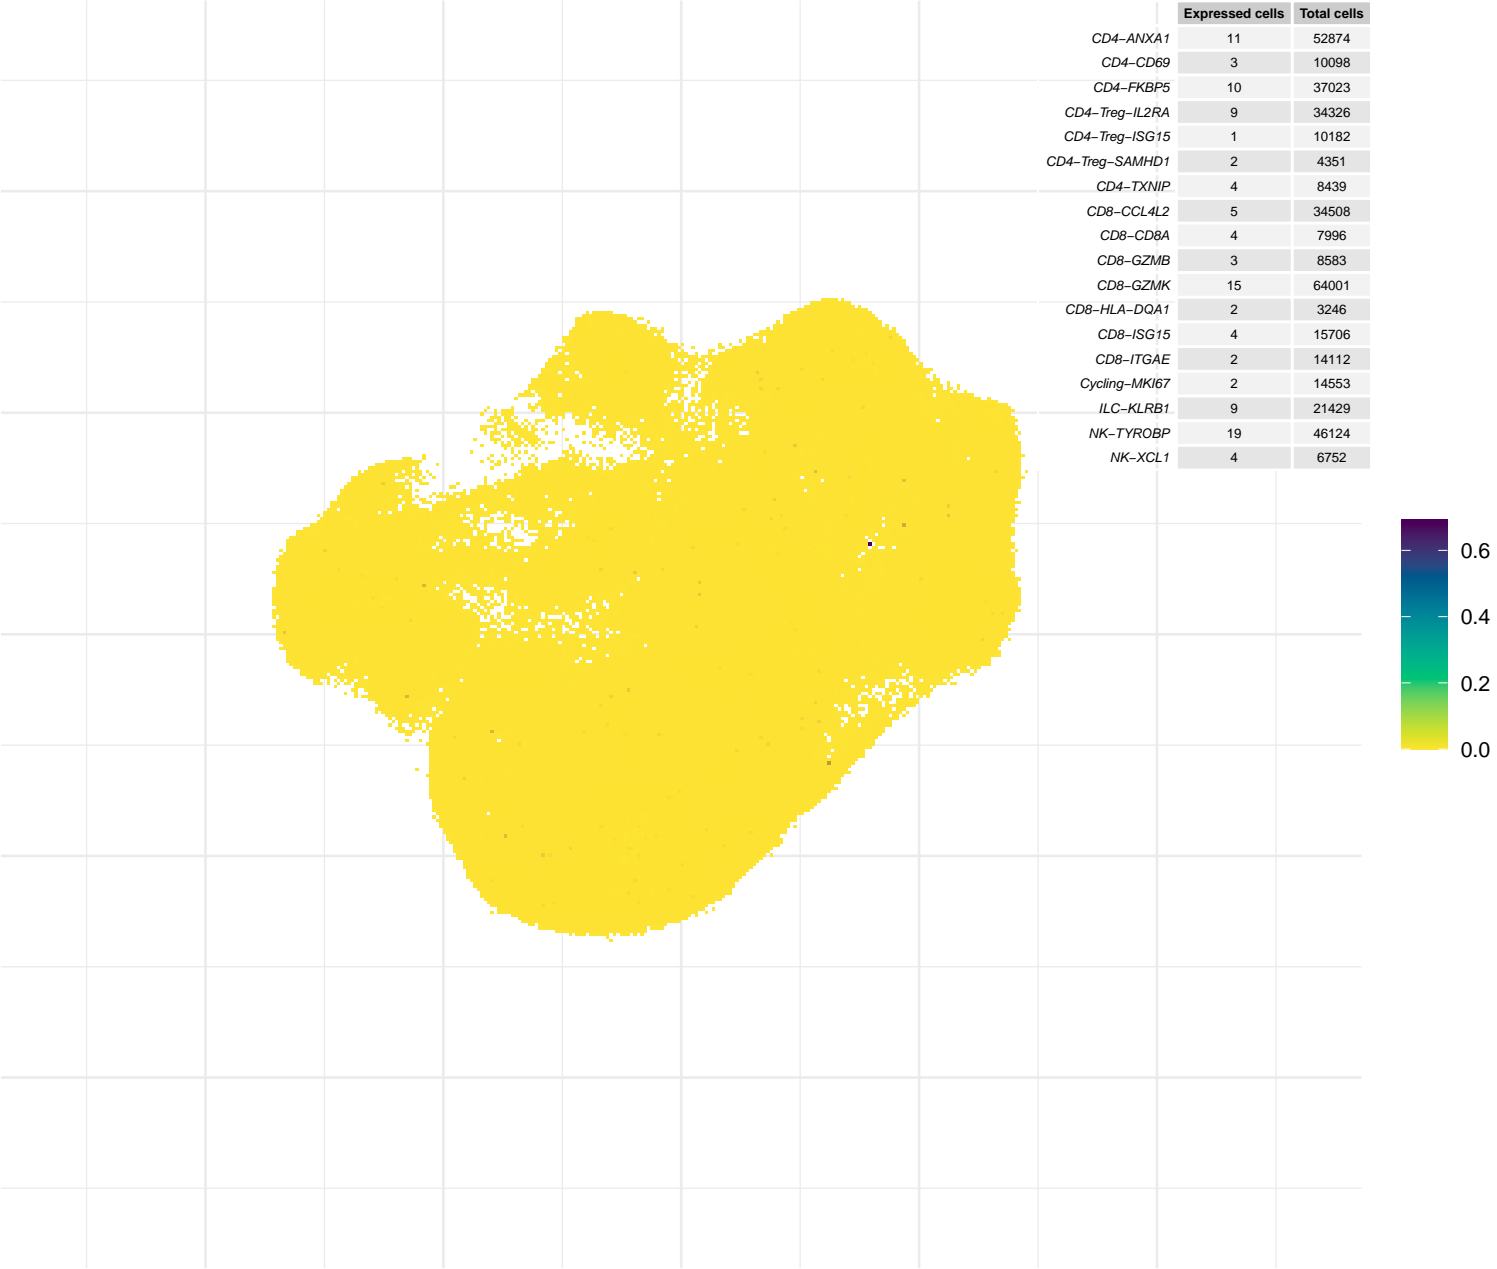 Expressed cells Total cells
CD4−ANXA1 11 52874
CD4−CD69 3 10098
CD4−FKBP5 10 37023
CD4−Treg−IL2RA 9 34326
CD4−Treg−ISG15 1 10182
CD4−Treg−SAMHD1 2 4351
CD4−TXNIP 4 8439
CD8−CCL4L2 5 34508
CD8−CD8A 4 7996
CD8−GZMB 3 8583
CD8−GZMK 15 64001
CD8−HLA−DQA1 2 3246
CD8−ISG15 4 15706
CD8−ITGAE 2 14112
Cycling−MKI67 2 14553
ILC−KLRB1 9 21429
NK−TYROBP 19 46124
NK−XCL1 4 6752
0.6
0.4
0.2
0.0